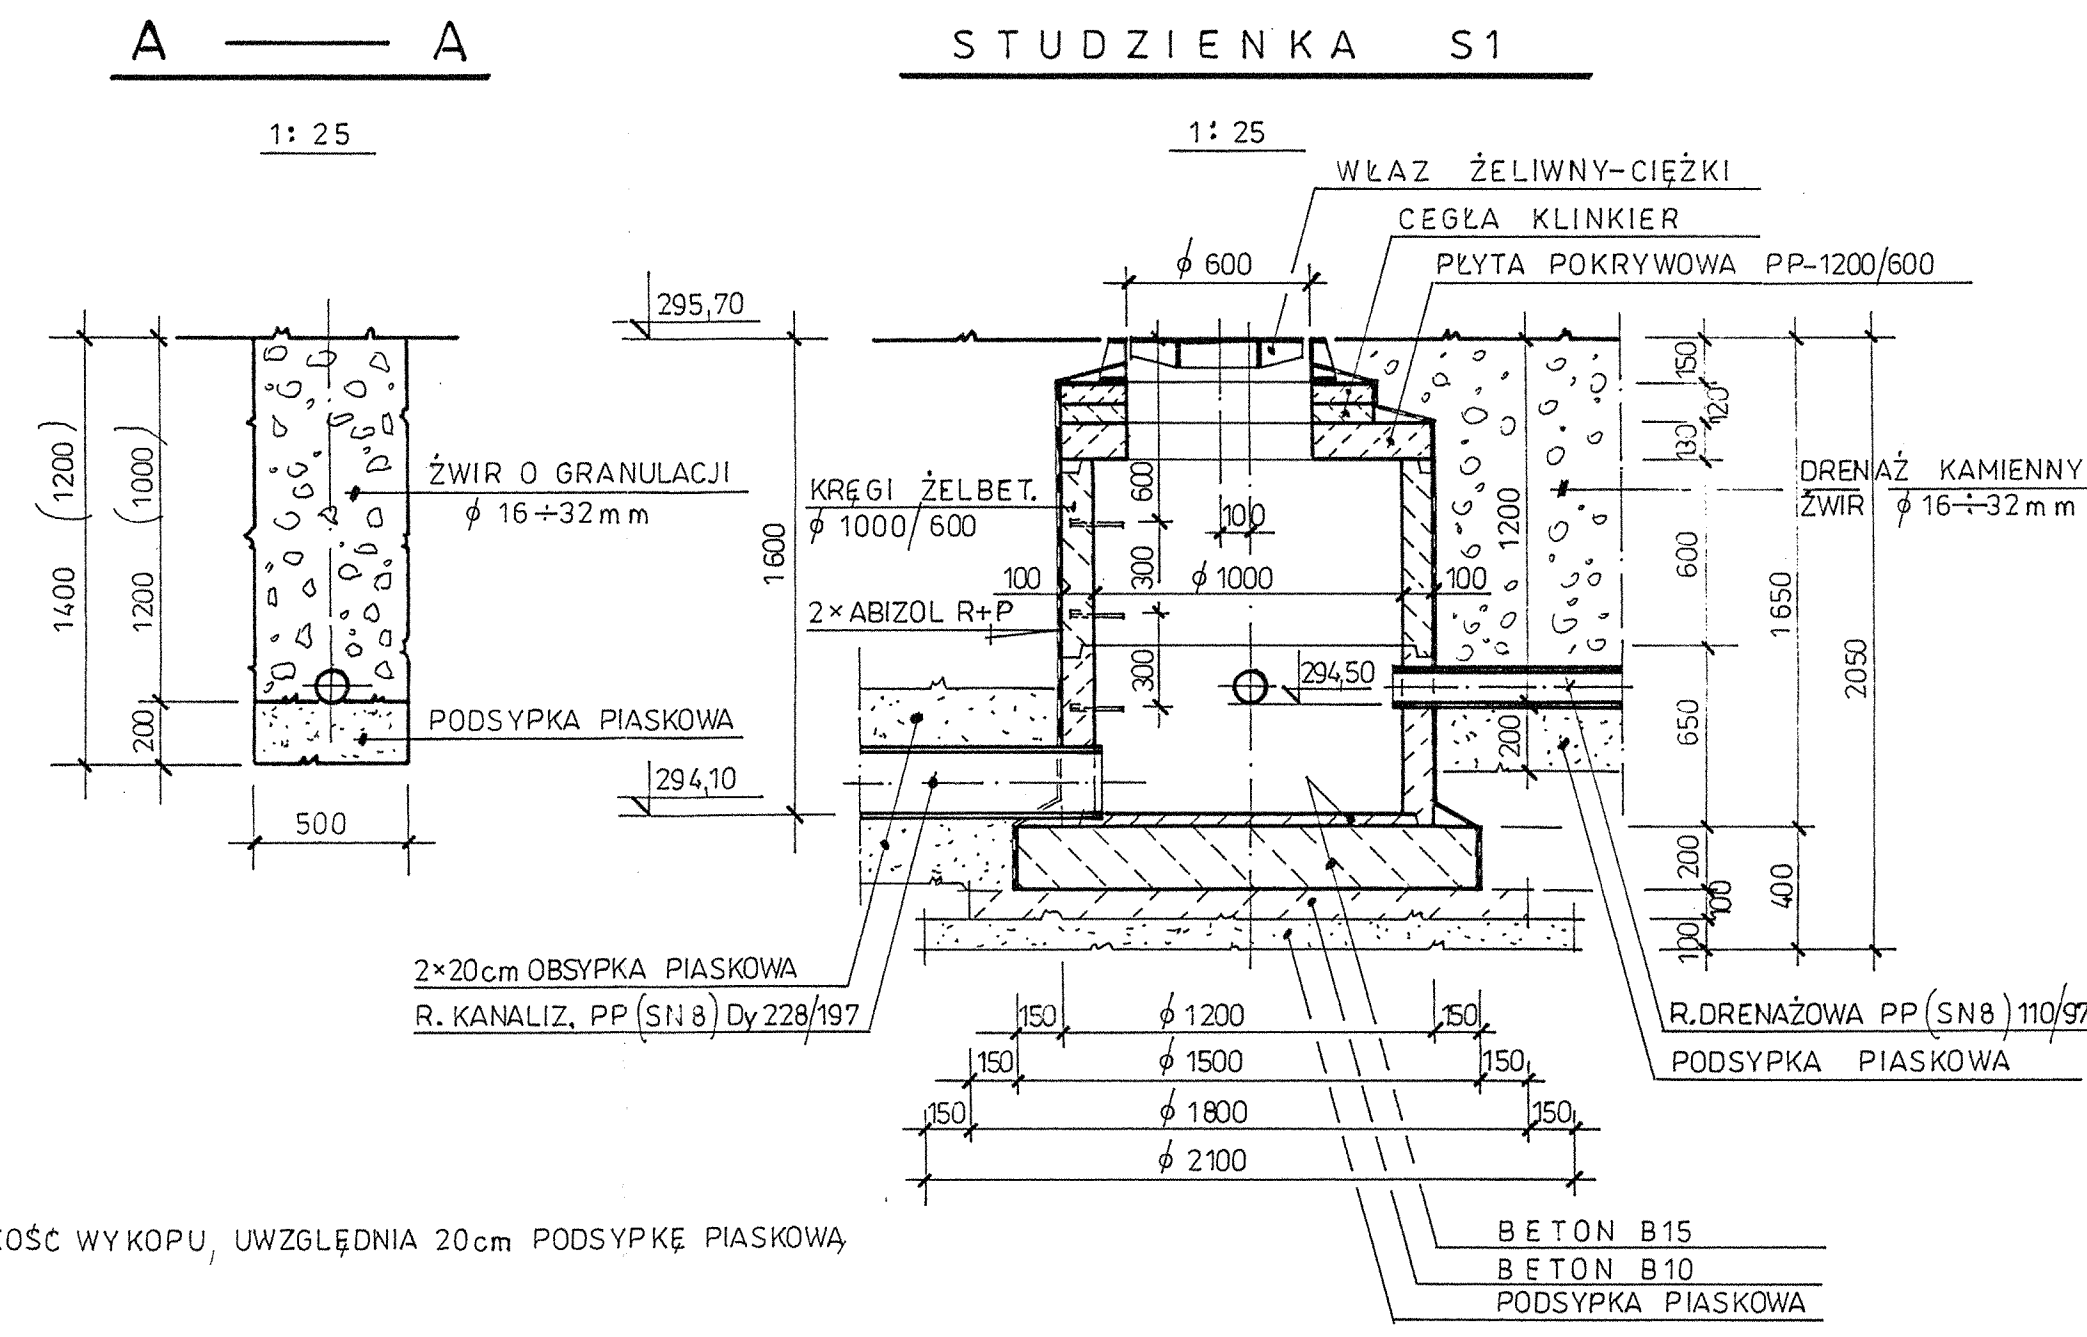 A — A
1:25
STUDZIENKA S1
1:25
WŁAZ ŻELIWNY-CIĘŻKI
CEGŁA KLINKIER
PŁYTA POKRYWOWA PP-1200/600
ϕ 600
295,70
150
120
130
1400 (1200)
1200 (1000)
200
500
ŻWIR O GRANULACJI
ϕ 16÷32mm
PODSYPKA PIASKOWA
1600
KRĘGI ŻELBET.
ϕ 1000/600
2×ABIZOL R+P
600
300
300
100
100
ϕ 1000
100
1200
200
DRENAŻ KAMIENNY
ŻWIR ϕ 16÷32mm
600
650
1650
2050
294,50
294,10
200
100
100
400
2×20cm OBSYPKA PIASKOWA
R. KANALIZ. PP (SN8) Dy 228/197
R.DRENAŻOWA PP (SN8) 110/97
PODSYPKA PIASKOWA
150 ϕ 1200 150
150 ϕ 1500 150
150 ϕ 1800 150
ϕ 2100
OŚĆ WYKOPU, UWZGLĘDNIA 20cm PODSYPKĘ PIASKOWĄ
BETON B15
BETON B10
PODSYPKA PIASKOWA